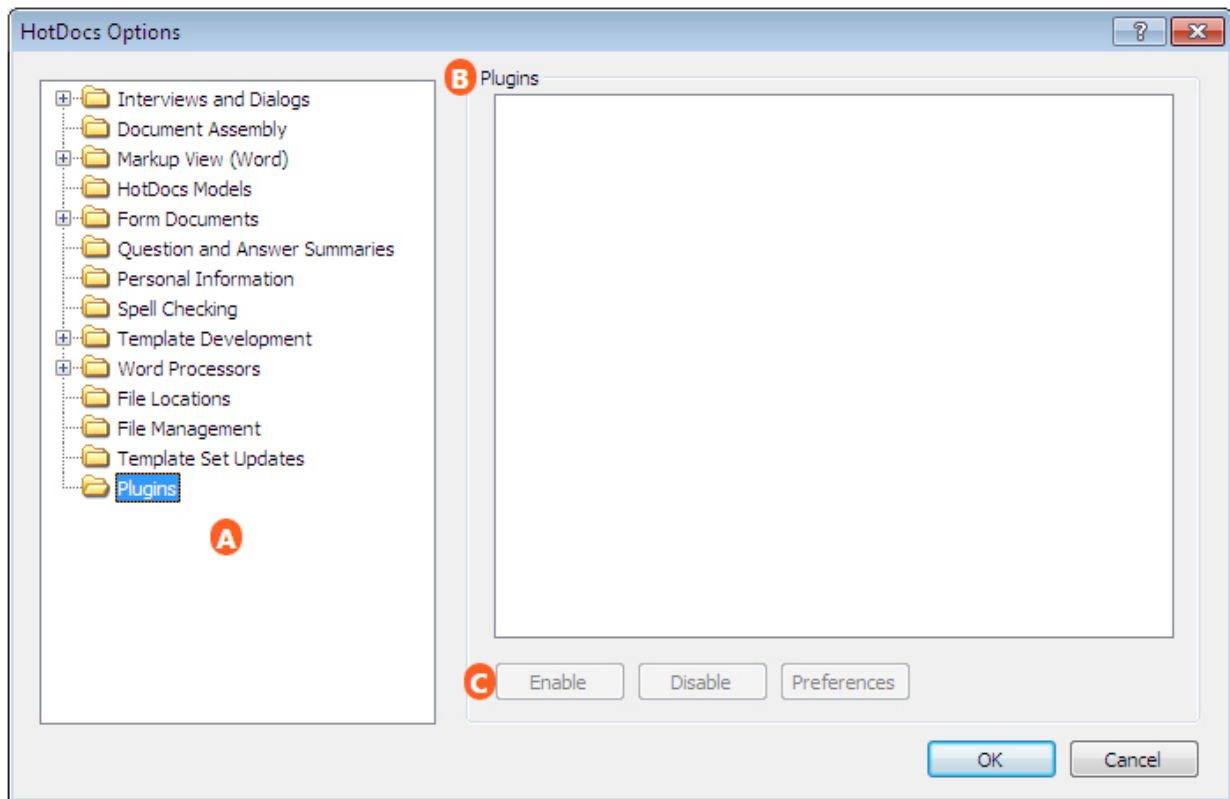 HotDocs Options
?
Interviews and Dialogs
Document Assembly
Markup View (Word)
HotDocs Models
Form Documents
Question and Answer Summaries
Personal Information
Spell Checking
Template Development
Word Processors
File Locations
File Management
Template Set Updates
Plugins
A
B Plugins
C Enable Disable Preferences
OK Cancel